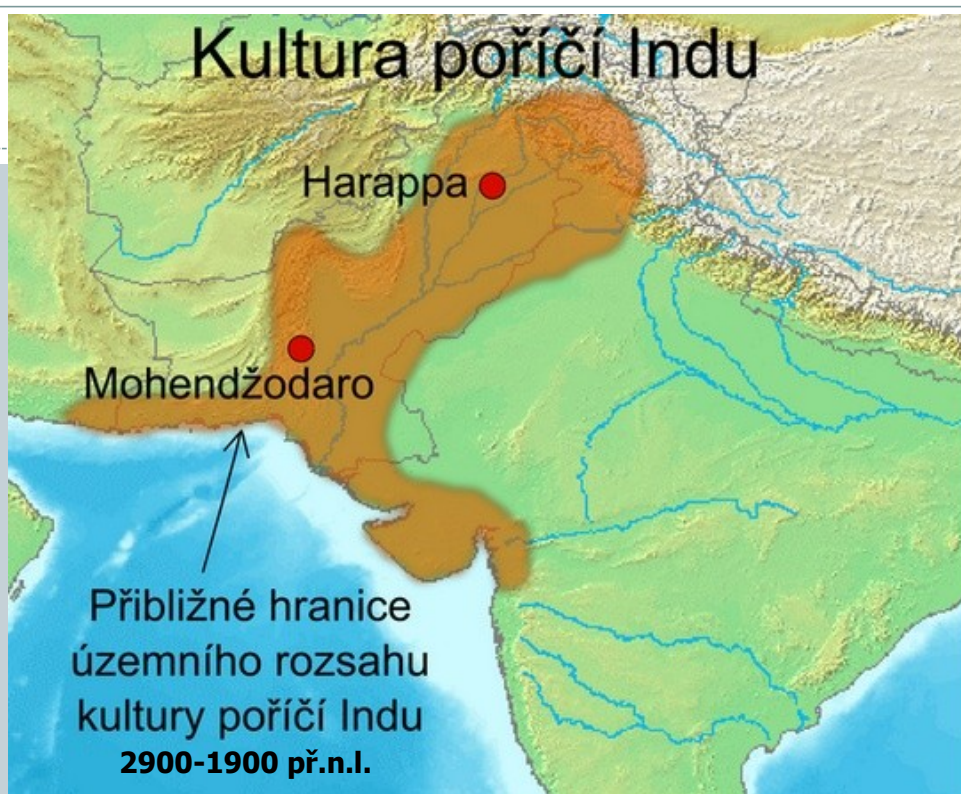 Kultura poříčí Indu
Harappa
Mohendžodaro
Přibližné hranice
územního rozsahu
kultury poříčí Indu
2900-1900 př.n.l.